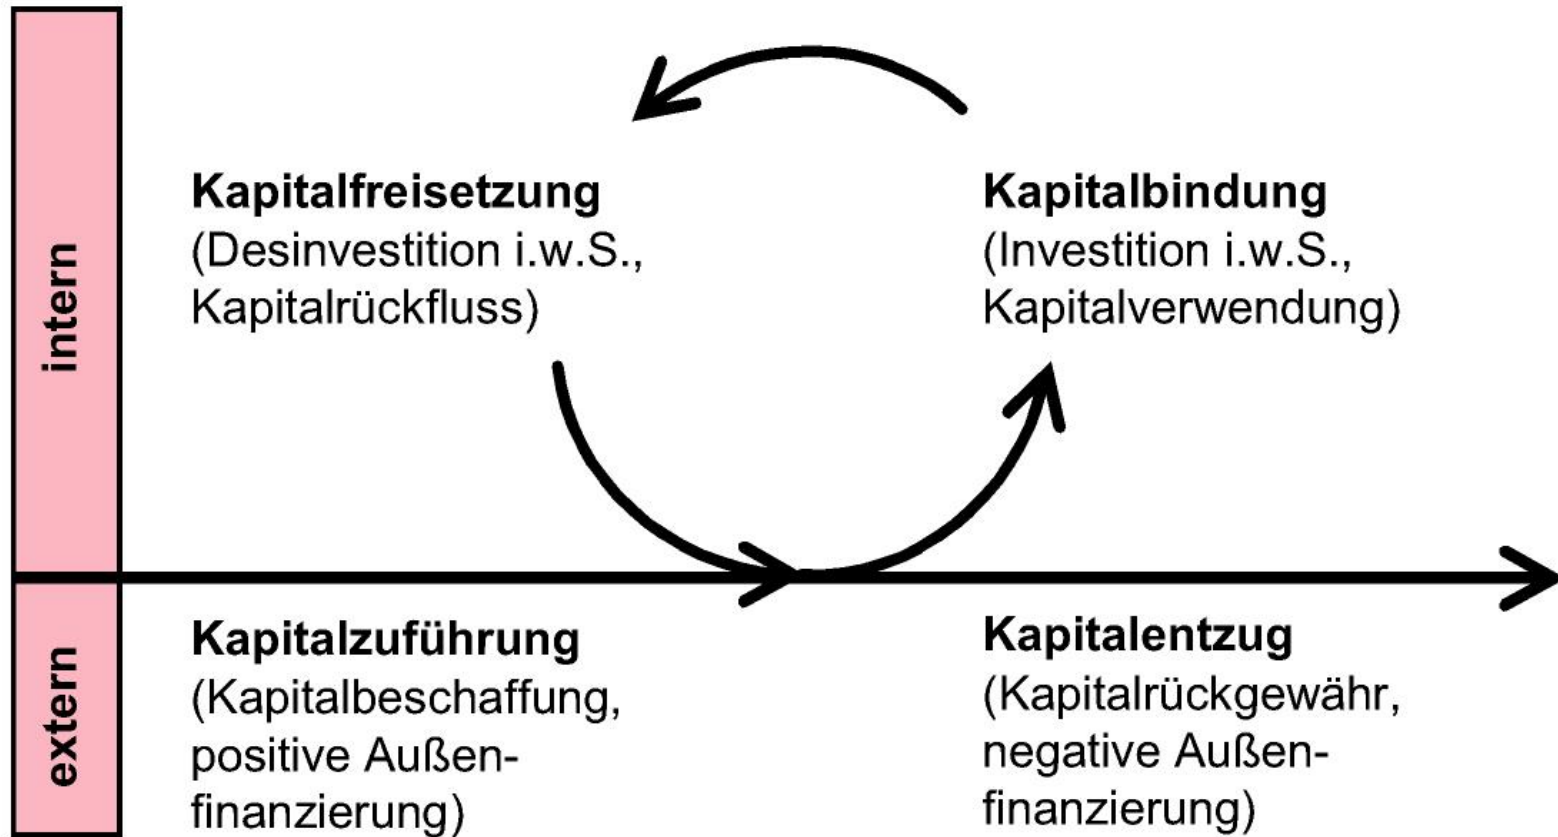 intern
Kapitalfreisetzung
(Desinvestition i.w.S.,
Kapitalrückfluss)
Kapitalbindung
(Investition i.w.S.,
Kapitalverwendung)
extern
Kapitalzuführung
(Kapitalbeschaffung,
positive Außen-
finanzierung)
Kapitalentzug
(Kapitalrückgewähr,
negative Außen-
finanzierung)